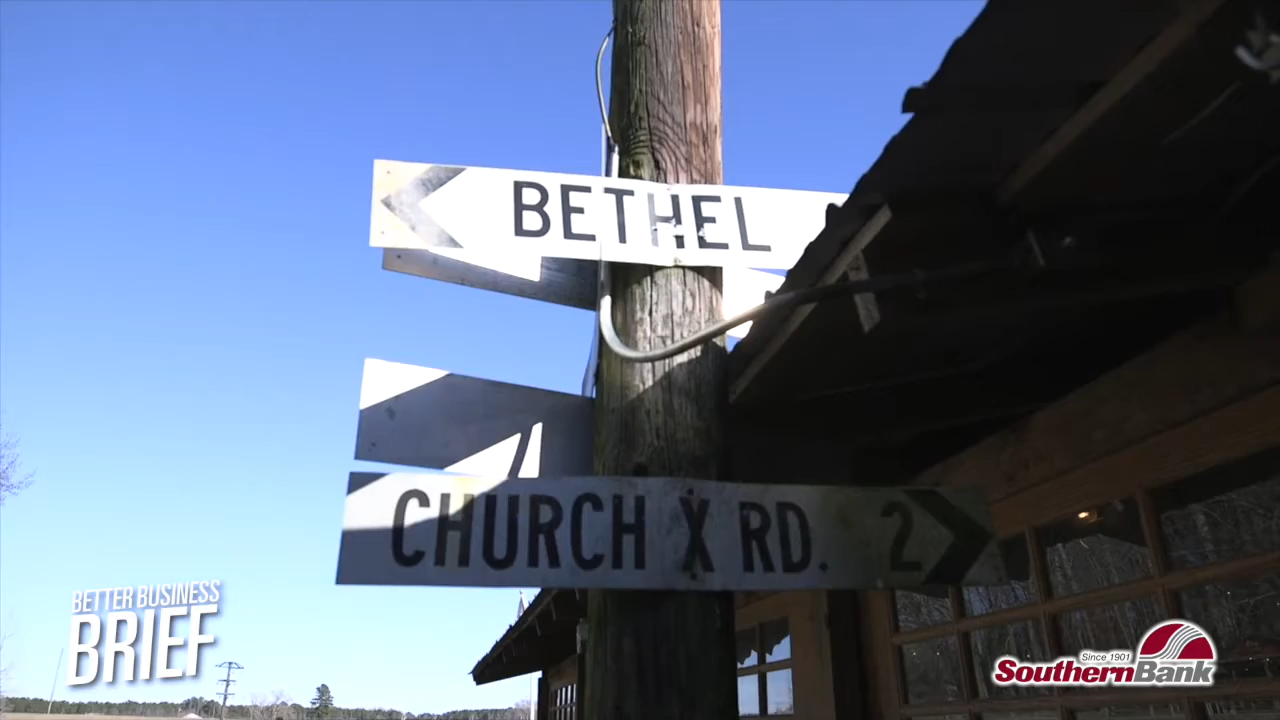 BETHEL
CHURCH X RD. 2
BETTER BUSINESS
BRIEF
Since 1901
SouthernBank